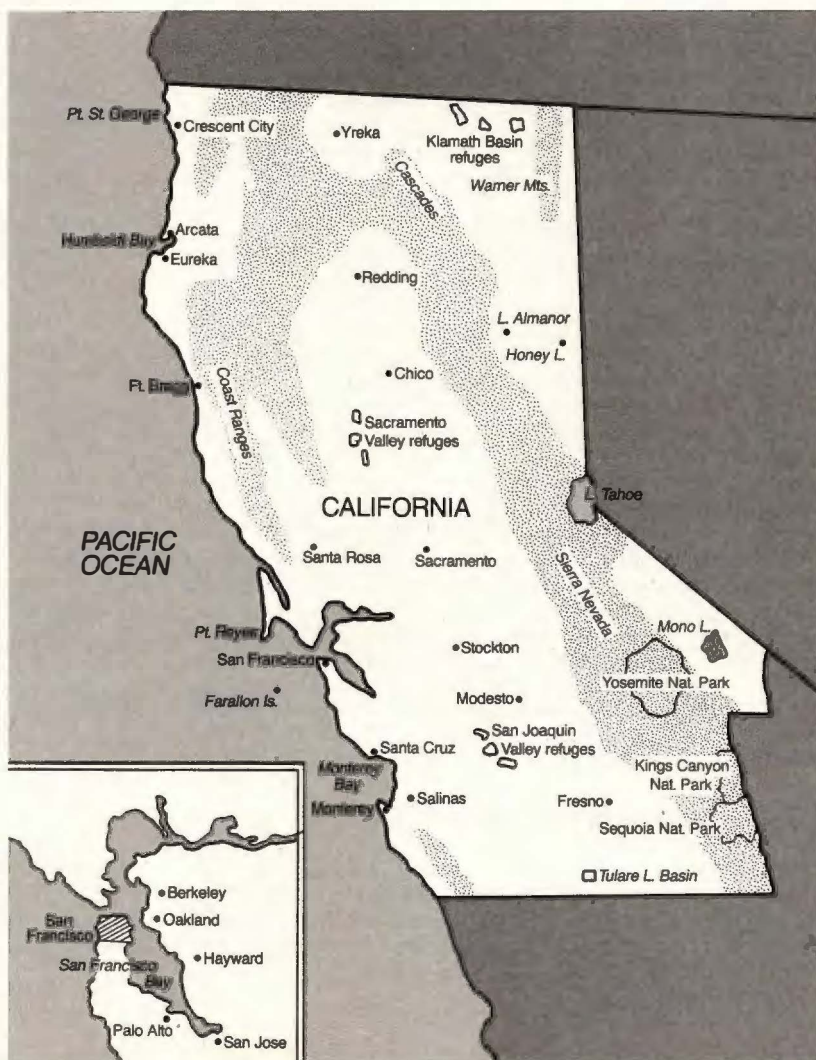 Pt. St. George
Crescent City
Yreka
Klamath Basin
refuges
Cascades
Warner Mts.
Humboldt Bay
Arcata
Eureka
Redding
L. Almanor
Honey L.
Ft. Bragg
Chico
Coast Ranges
Sacramento
Valley refuges
CALIFORNIA
L. Tahoe
PACIFIC
OCEAN
Santa Rosa
Sacramento
Sierra Nevada
Pt. Reyes
Mono L.
San Francisco
Stockton
Yosemite Nat. Park
Farallon Is.
Modesto
San Joaquin
Valley refuges
Santa Cruz
Monterey
Bay
Kings Canyon
Nat. Park
Monterey
Salinas
Fresno
Sequoia Nat. Park
Tulare L. Basin
Berkeley
San
Francisco
Oakland
San Francisco
Bay
Hayward
Palo Alto
San Jose